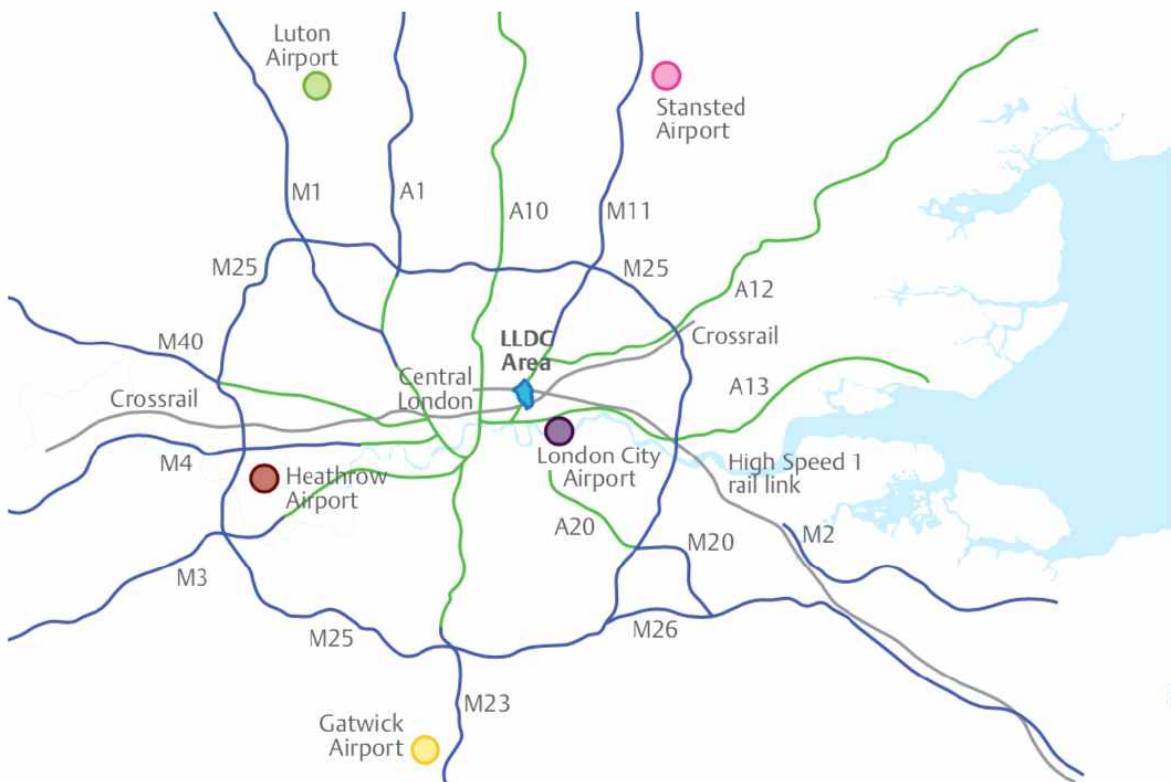 Luton
Airport
Stansted
Airport
M1
A1
A10
M11
M25
M25
A12
M40
LLDC
Area
Crossrail
Central
London
A13
Crossrail
M4
Heathrow
Airport
London City
Airport
High Speed 1
rail link
A20
M20
M2
M3
M25
M26
M23
Gatwick
Airport